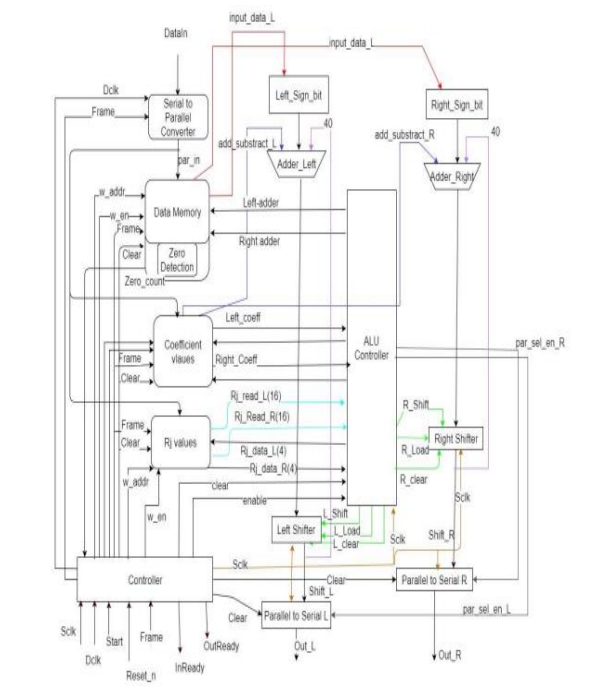 input_data_L
DataIn
input_data_L
Dclk
Left_Sign_bit
Serial to
Parallel
Converter
Right_Sign_bit
Frame
40
40
add_substract_R
add_substract_L
par_in
Adder_Left
Adder_Right
w_addr
Data Memory
Left-adder
w_en
Frame
Right adder
Clear
Zero
Detection
Zero_count
Left_coeff
Coefficient
vlaues
ALU
Controller
par_sel_en_R
Frame
Right_Coeff
Clear
Rj_read_L(16)
R_Shift
Rj_Read_R(16)
Frame
Rj values
Right Shifter
Clear
R_Load
Rj_data_L(4)
Rj_data_R(4)
w_addr
R_clear
clear
Sclk
enable
w_en
L_Shift
Left Shifter
L_Load
Shift_R
L_clear
Sclk
Sclk
Controller
Clear
Parallel to Serial R
Shift_L
par_sel_en_L
Clear
Parallel to Serial L
Sclk
Dclk
Start
Reset_n
Frame
InReady
OutReady
Out_L
Out_R